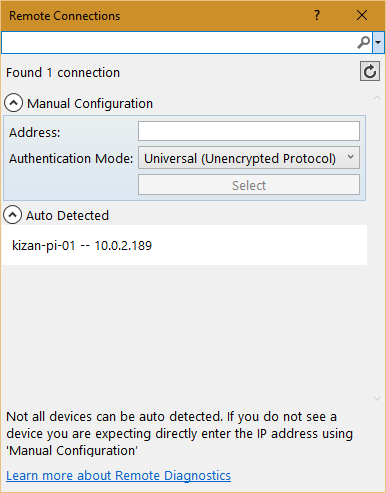 Remote Connections
?
Found 1 connection
Manual Configuration
Address:
Authentication Mode: Universal (Unencrypted Protocol)
Select
Auto Detected
kizan-pi-01 -- 10.0.2.189
Not all devices can be auto detected. If you do not see a
device you are expecting directly enter the IP address using
'Manual Configuration'
Learn more about Remote Diagnostics